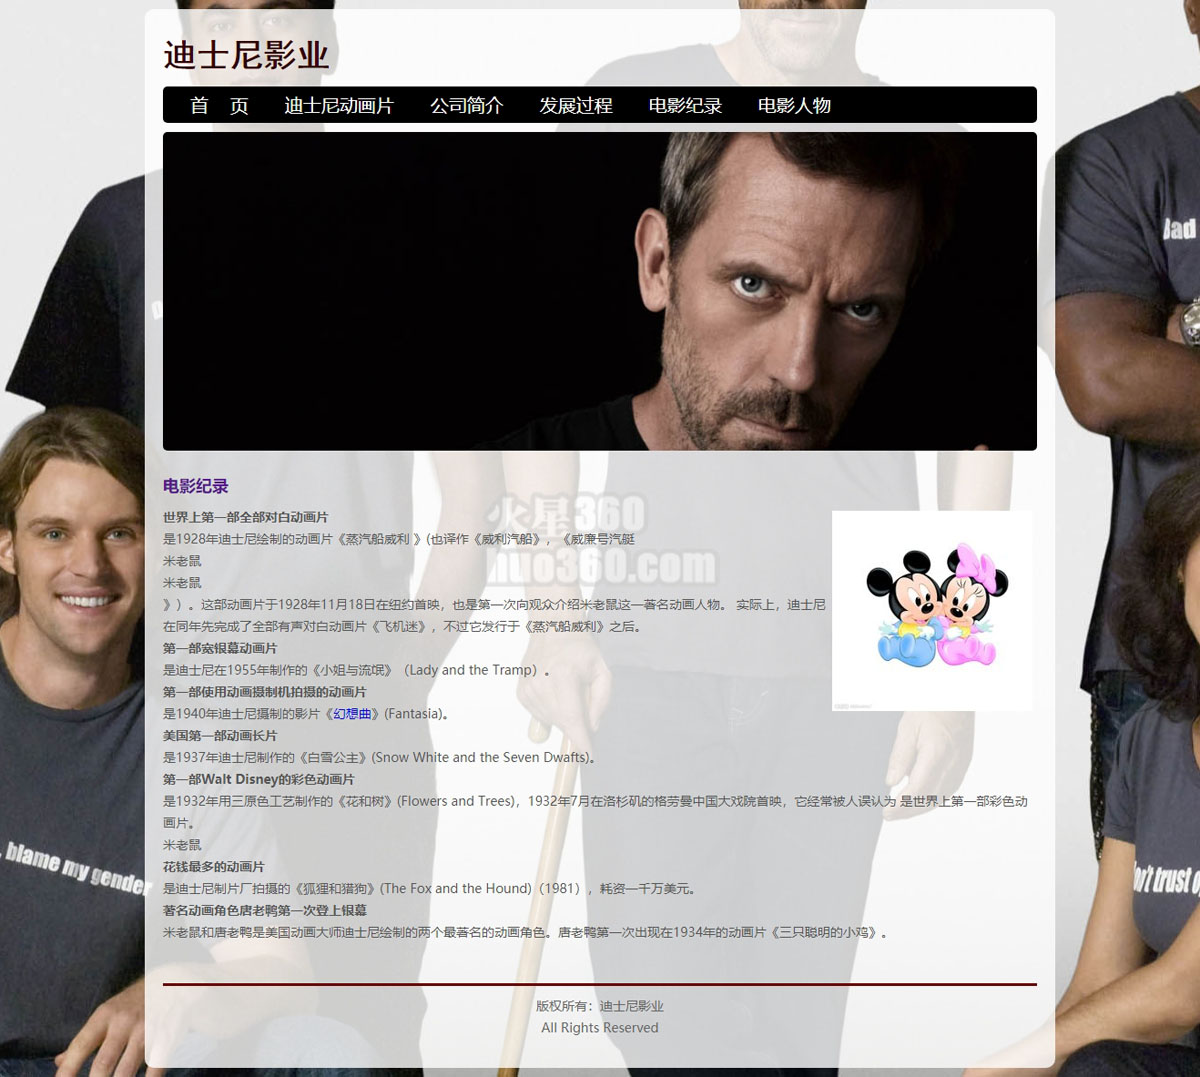 迪士尼影业
首 页 迪士尼动画片 公司简介 发展过程 电影纪录 电影人物
Bad
电影纪录
火星360
huo360.com
世界上第一部全部对白动画片
是1928年迪士尼绘制的动画片《蒸汽船威利 》(也译作《威利汽船》，《威廉号汽艇
米老鼠
米老鼠
》）。这部动画片于1928年11月18日在纽约首映，也是第一次向观众介绍米老鼠这一著名动画人物。 实际上，迪士尼
在同年先完成了全部有声对白动画片《飞机迷》，不过它发行于《蒸汽船威利》之后。
第一部宽银幕动画片
是迪士尼在1955年制作的《小姐与流氓》（Lady and the Tramp）。
第一部使用动画摄制机拍摄的动画片
是1940年迪士尼摄制的影片《幻想曲》(Fantasia)。
美国第一部动画长片
是1937年迪士尼制作的《白雪公主》(Snow White and the Seven Dwafts)。
第一部Walt Disney的彩色动画片
是1932年用三原色工艺制作的《花和树》(Flowers and Trees)，1932年7月在洛杉矶的格劳曼中国大戏院首映，它经常被人误认为 是世界上第一部彩色动
画片。
米老鼠
花钱最多的动画片
是迪士尼制片厂拍摄的《狐狸和猎狗》(The Fox and the Hound)（1981），耗资一千万美元。
著名动画角色唐老鸭第一次登上银幕
米老鼠和唐老鸭是美国动画大师迪士尼绘制的两个最著名的动画角色。唐老鸭第一次出现在1934年的动画片《三只聪明的小鸡》。
, blame my gender
on't trust
版权所有：迪士尼影业
All Rights Reserved